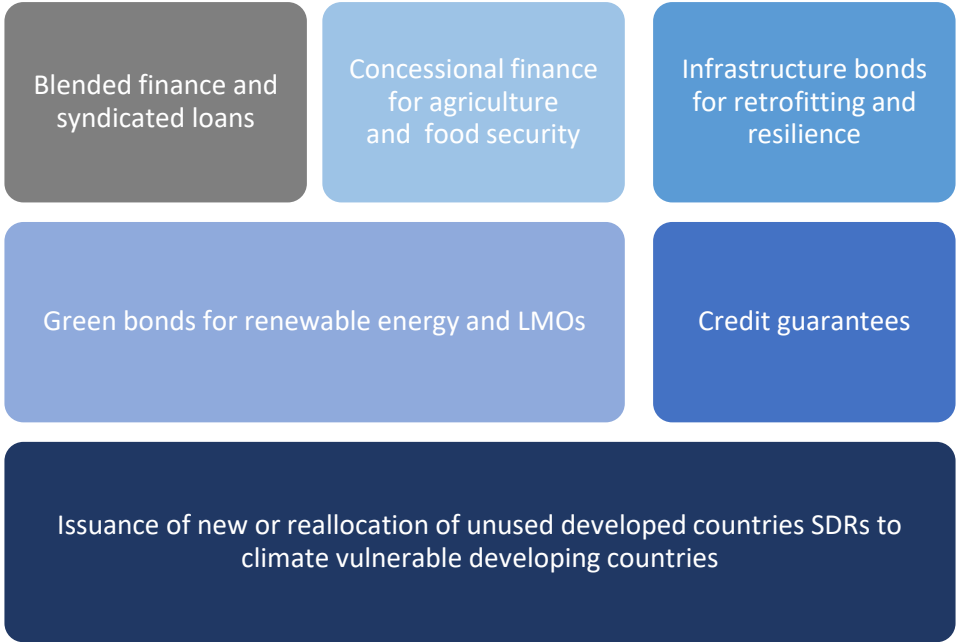 Blended finance and
syndicated loans
Concessional finance
for agriculture
and  food security
Infrastructure bonds
for retrofitting and
resilience
Green bonds for renewable energy and LMOs
Credit guarantees
Issuance of new or reallocation of unused developed countries SDRs to
climate vulnerable developing countries